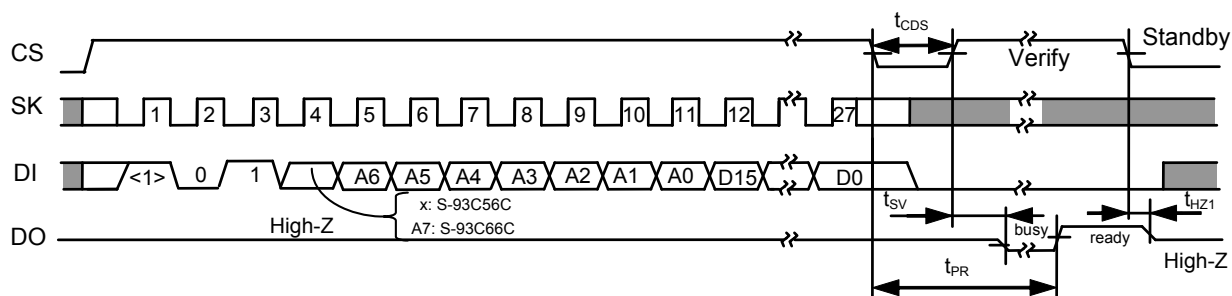 tCDS
CS
Verify
Standby
SK
1 2 3 4 5 6 7 8 9 10 11 12 27
DI
<1> 0 1 A6 A5 A4 A3 A2 A1 A0 D15 D0
x: S-93C56C
A7: S-93C66C
High-Z
tSV
tHZ1
DO
busy
ready
High-Z
tPR